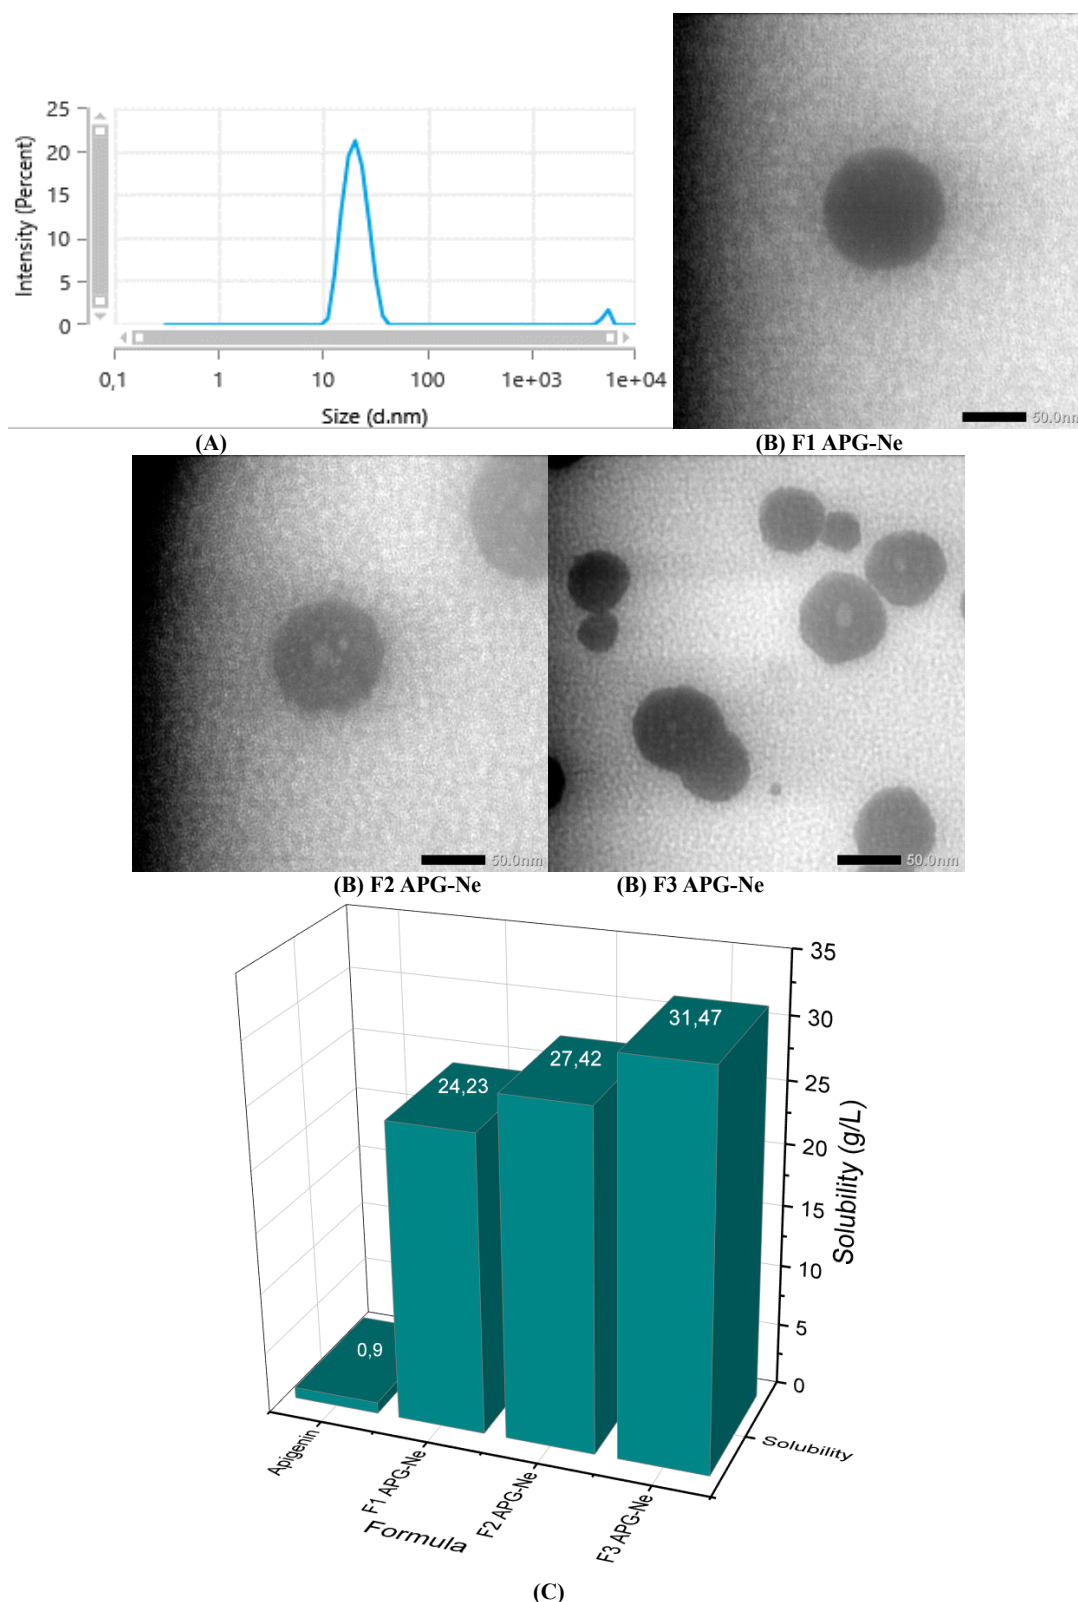 25
20
15
10
5
0
Intensity (Percent)
0,1 1 10 100 1e+03 1e+04
Size (d.nm)
50.0nm
(A)
(B) F1 APG-Ne
50.0nm
50.0nm
(B) F2 APG-Ne
(B) F3 APG-Ne
35
30
25
20
15
10
5
0
Solubility (g/L)
31,47
27,42
24,23
0,9
Solubility
Apigenin
F1 APG-Ne
F2 APG-Ne
F3 APG-Ne
Formula
(C)